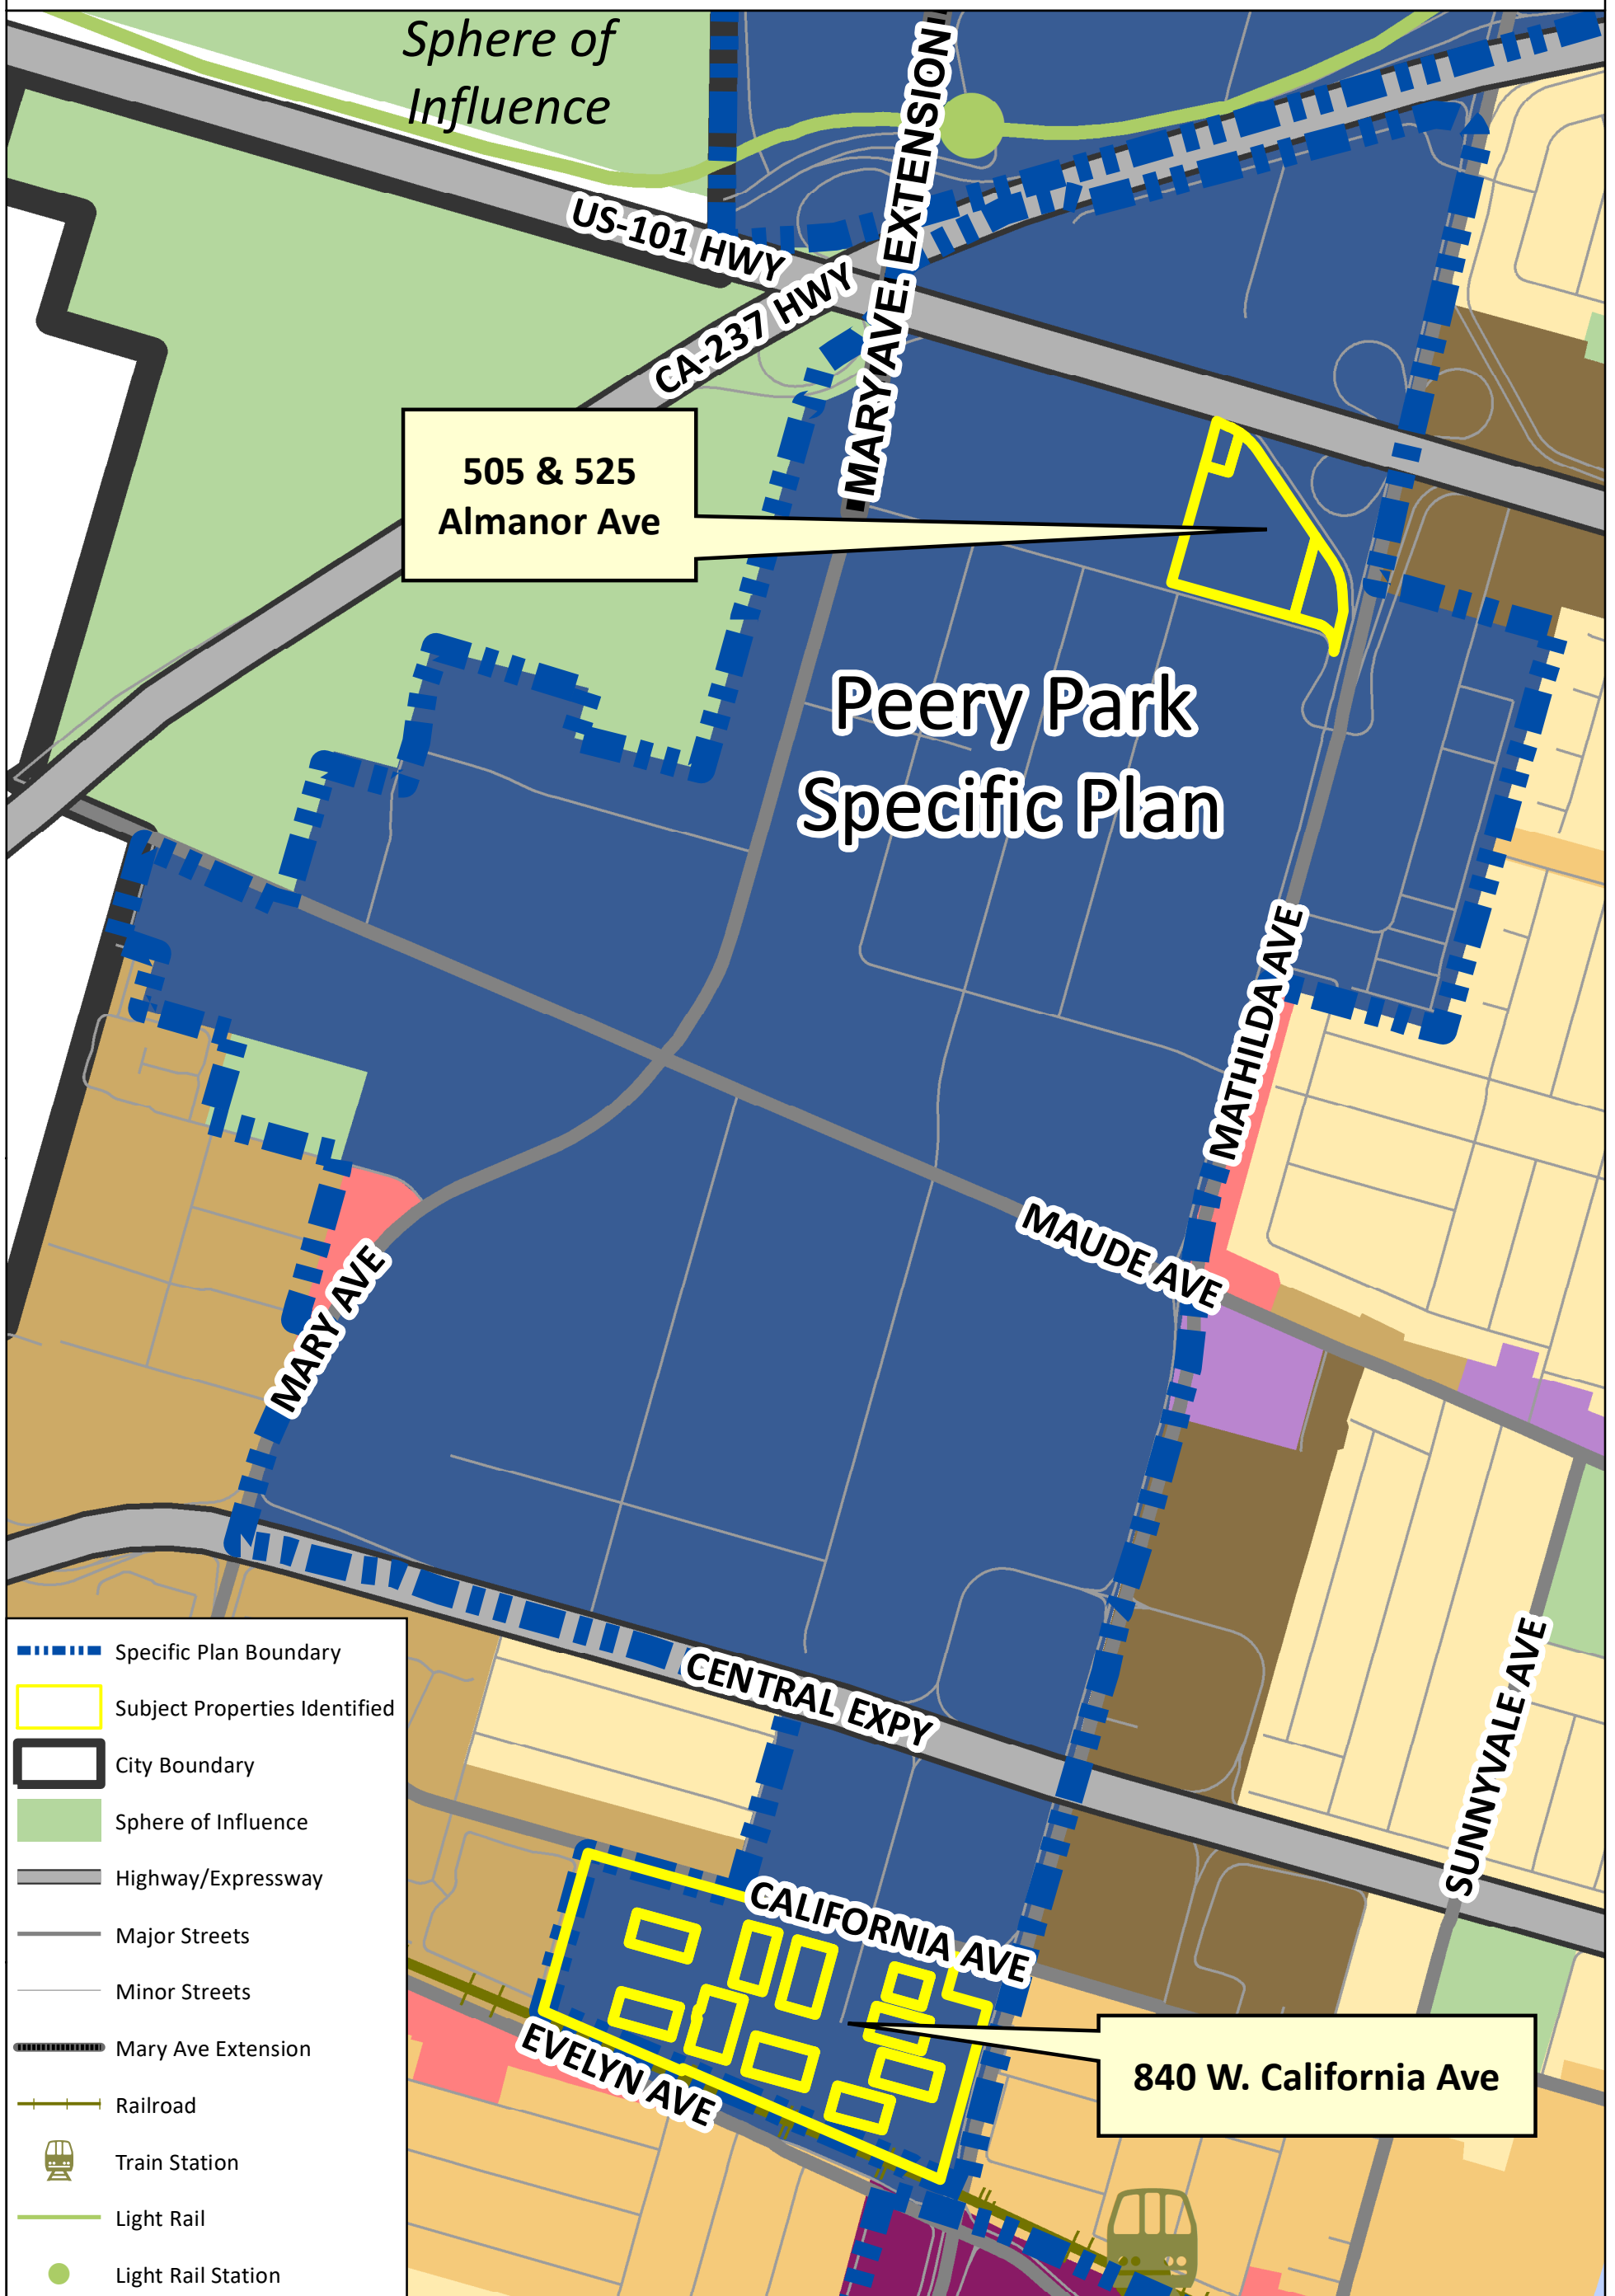 Sphere of
Influence
MARY AVE. EXTENSION
US-101 HWY
CA-237 HWY
505 & 525
Almanor Ave
Peery Park
Specific Plan
MATHILDA AVE
MAUDE AVE
MARY AVE
CENTRAL EXPY
SUNNYVALE AVE
CALIFORNIA AVE
EVELYN AVE
840 W. California Ave
Specific Plan Boundary
Subject Properties Identified
City Boundary
Sphere of Influence
Highway/Expressway
Major Streets
Minor Streets
Mary Ave Extension
Railroad
Train Station
Light Rail
Light Rail Station